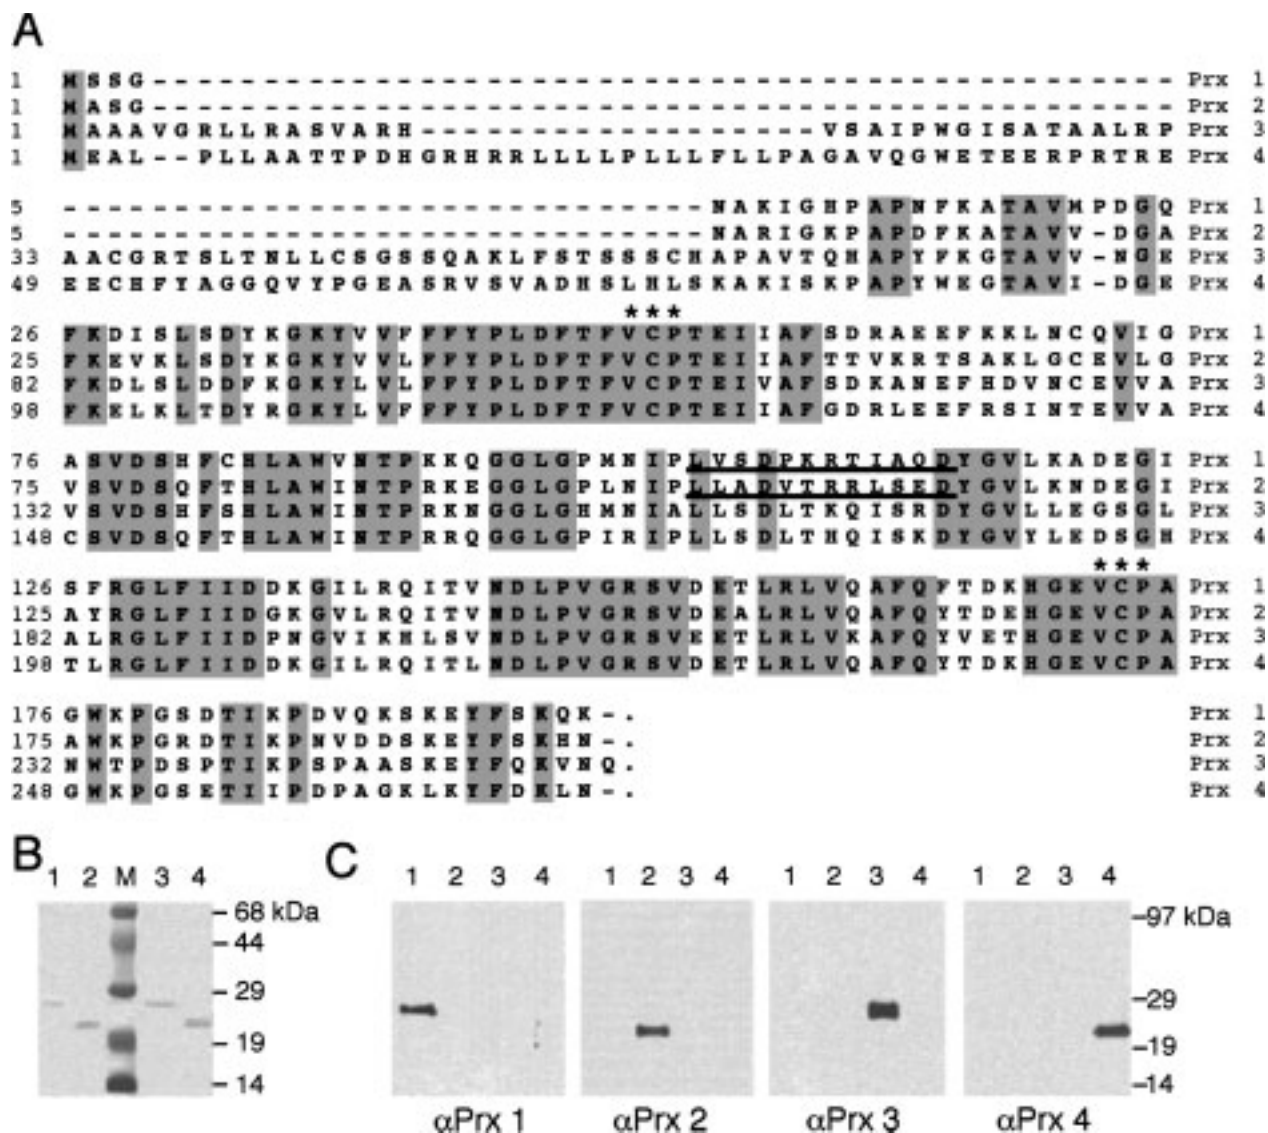 A
1 M S S G - - - - - - - - - - - - - - - - - - - - - - - - - - - - - - - - - - - - - - - - - - - - - - Prx 1
1 M A S G - - - - - - - - - - - - - - - - - - - - - - - - - - - - - - - - - - - - - - - - - - - - - - Prx 2
1 M A A A V G R L L R A S V A R H - - - - - - - - - - - - - - - - - - V S A I P W G I S A T A A L R P Prx 3
1 M E A L - - P L L A A T T P D H G R H R R L L L L P L L L F L L P A G A V Q G W E T E E R P R T R E Prx 4
5 - - - - - - - - - - - - - - - - - - - - - - - - - - - - - N A K I G H P A P N F K A T A V M P D G Q Prx 1
5 - - - - - - - - - - - - - - - - - - - - - - - - - - - - - N A R I G K P A P D F K A T A V V - D G A Prx 2
33 A A C G R T S L T N L L C S G S S Q A K L F S T S S S C H A P A V T Q H A P Y F K G T A V V - N G E Prx 3
49 E E C H F Y A G G Q V Y P G E A S R V S V A D H S L H L S K A K I S K P A P Y W E G T A V I - D G E Prx 4
* * *
26 F K D I S L S D Y K G K Y V V F F F Y P L D F T F V C P T E I I A F S D R A E E F K K L N C Q V I G Prx 1
25 F K E V K L S D Y K G K Y V V L F F Y P L D F T F V C P T E I I A F T T V K R T S A K L G C E V L G Prx 2
82 F K D L S L D D F K G K Y L V L F F Y P L D F T F V C P T E I V A F S D K A N E F H D V N C E V V A Prx 3
98 F K E L K L T D Y R G K Y L V F F F Y P L D F T F V C P T E I I A F G D R L E E F R S I N T E V V A Prx 4
76 A S V D S H F C H L A W V N T P K K Q G G L G P M N I P L V S D P K R T I A Q D Y G V L K A D E G I Prx 1
75 V S V D S Q F T H L A W I N T P R K E G G L G P L N I P L L A D V T R R L S E D Y G V L K N D E G I Prx 2
132 V S V D S H F S H L A W I N T P R K N G G L G H M N I A L L S D L T K Q I S R D Y G V L L E G S G L Prx 3
148 C S V D S Q F T H L A W I N T P R R Q G G L G P I R I P L L S D L T H Q I S K D Y G V Y L E D S G H Prx 4
* * *
126 S F R G L F I I D D K G I L R Q I T V N D L P V G R S V D E T L R L V Q A F Q F T D K H G E V C P A Prx 1
125 A Y R G L F I I D G K G V L R Q I T V N D L P V G R S V D E A L R L V Q A F Q Y T D E H G E V C P A Prx 2
182 A L R G L F I I D P N G V I K H L S V N D L P V G R S V E E T L R L V K A F Q Y V E T H G E V C P A Prx 3
198 T L R G L F I I D D K G I L R Q I T L N D L P V G R S V D E T L R L V Q A F Q Y T D K H G E V C P A Prx 4
176 G W K P G S D T I K P D V Q K S K E Y F S K Q K - . Prx 1
175 A W K P G R D T I K P N V D D S K E Y F S K H N - . Prx 2
232 N W T P D S P T I K P S P A A S K E Y F Q K V N Q . Prx 3
248 G W K P G S E T I I P D P A G K L K Y F D K L N - . Prx 4
B
1 2 M 3 4
68 kDa
44
29
19
14
C
1 2 3 4 1 2 3 4 1 2 3 4 1 2 3 4
97 kDa
29
19
14
αPrx 1 αPrx 2 αPrx 3 αPrx 4